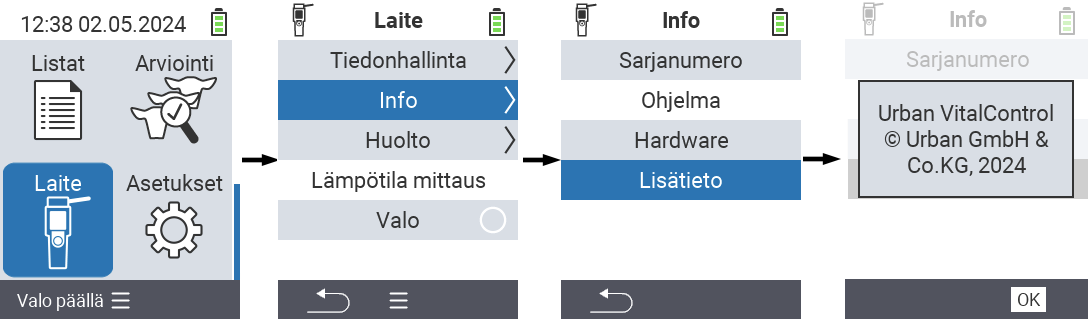 12:38 02.05.2024
Listat
Arviointi
Laite
Asetukset
Valo päällä
Laite
Tiedonhallinta
Info
Huolto
Lämpötila mittaus
Valo
Info
Sarjanumero
Ohjelma
Hardware
Lisätieto
Info
Sarjanumero
Urban VitalControl
© Urban GmbH &
Co.KG, 2024
OK